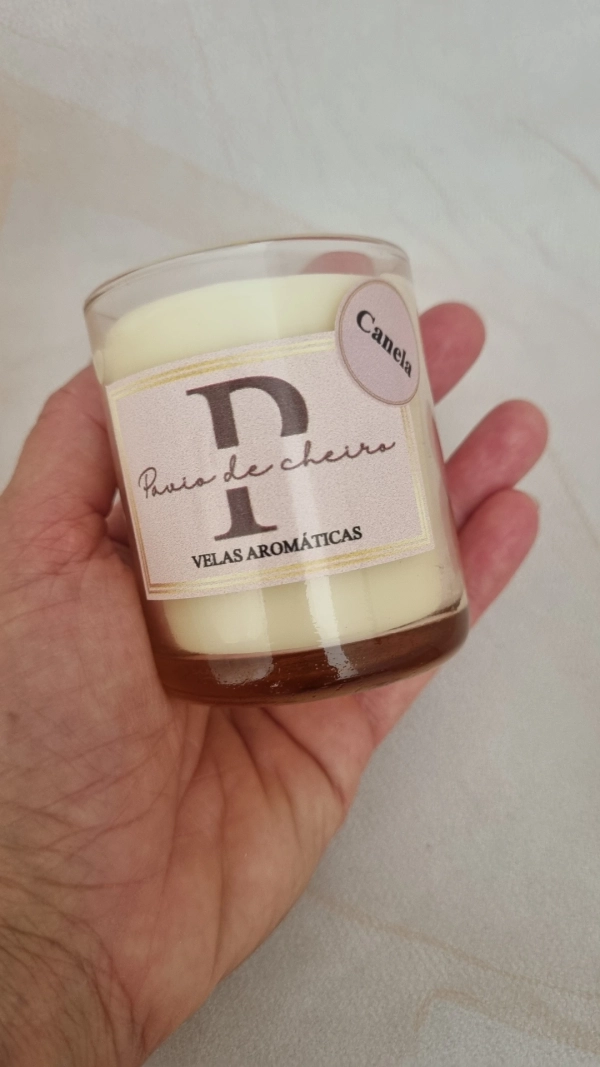 Canela
P
Pavio de cheiro
VELAS AROMÁTICAS